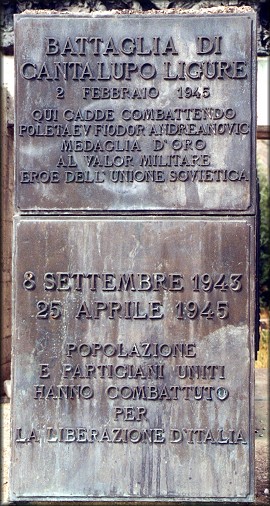 BATTAGLIA DI
CANTALUPO LIGURE
2 FEBBRAIO 1945
QUI CADDE COMBATTENDO
POLETAEV FIODOR ANDREANOVIC
MEDAGLIA D'ORO
AL VALOR MILITARE
EROE DELL'UNIONE SOVIETICA
8 SETTEMBRE 1943
25 APRILE 1945
POPOLAZIONE
E PARTIGIANI UNITI
HANNO COMBATTUTO
PER
LA LIBERAZIONE D'ITALIA